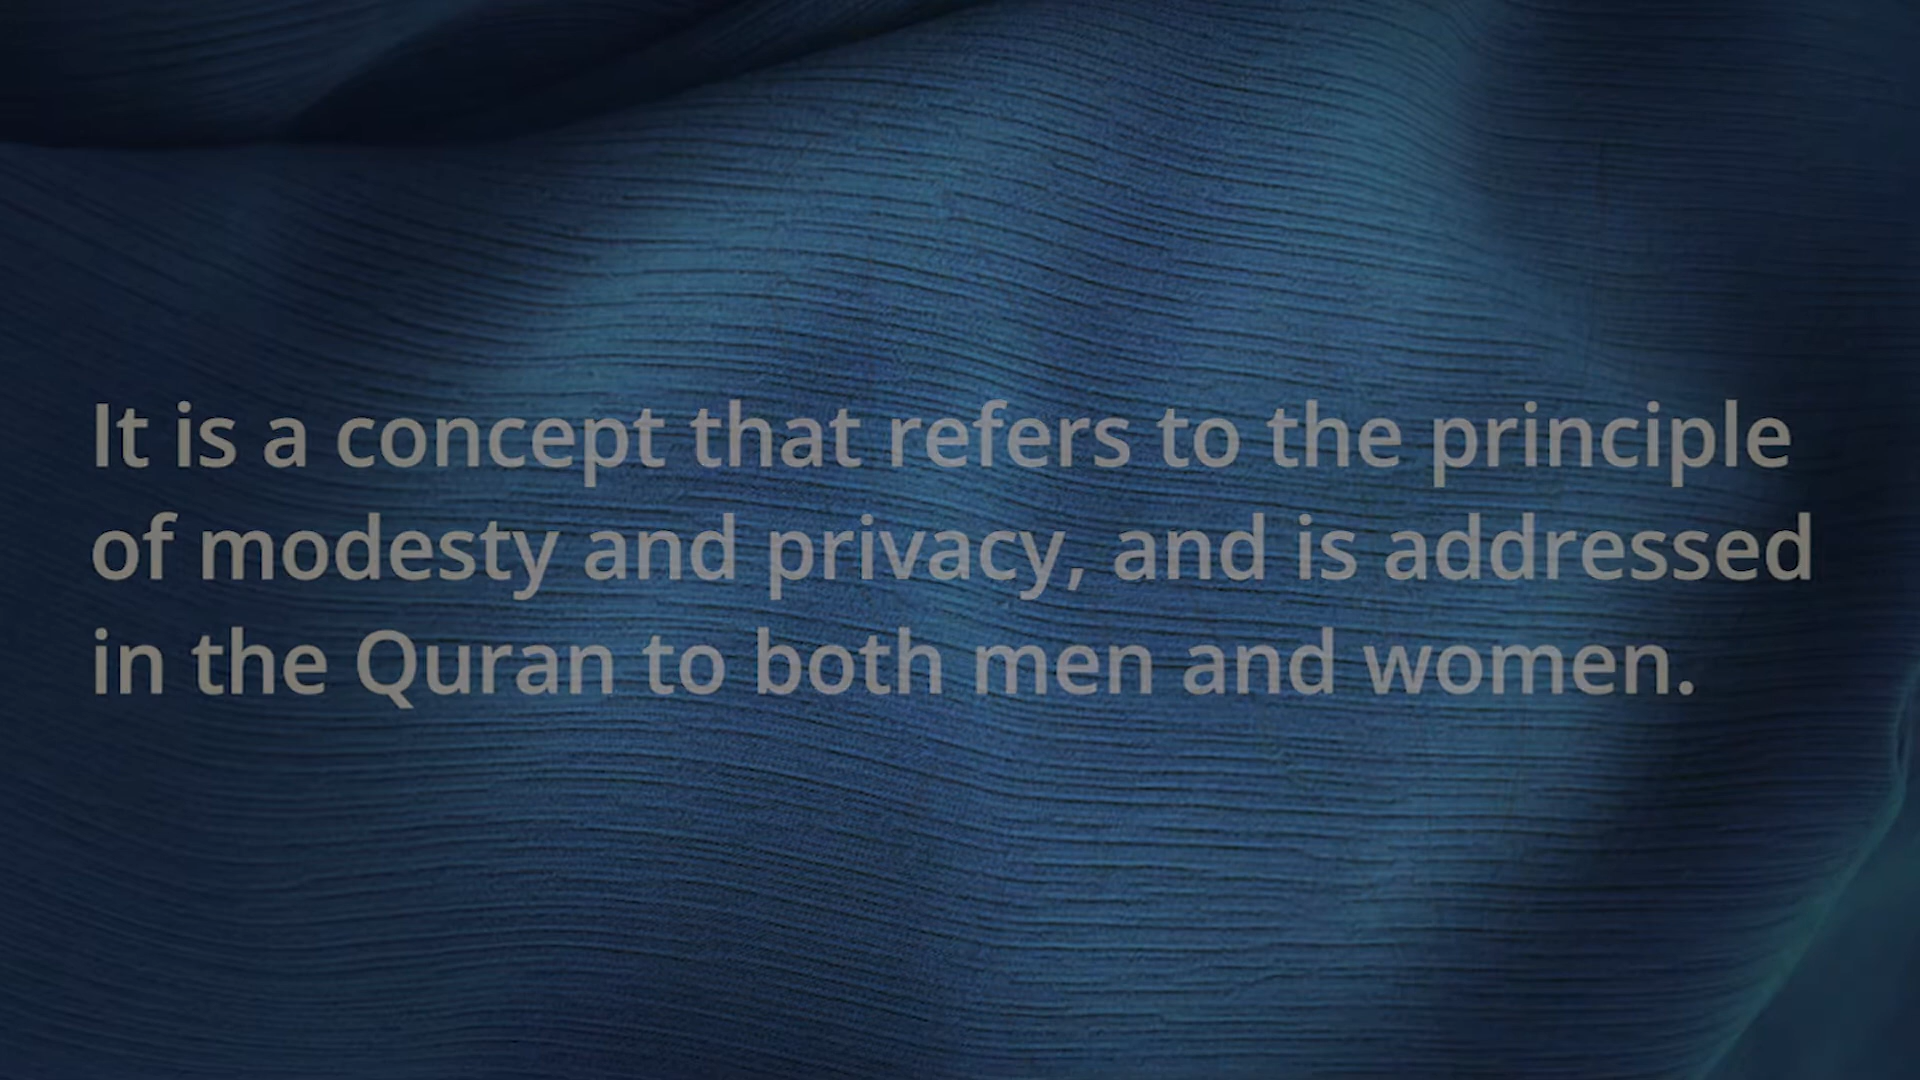 It is a concept that refers to the principle
of modesty and privacy, and is addressed
in the Quran to both men and women.